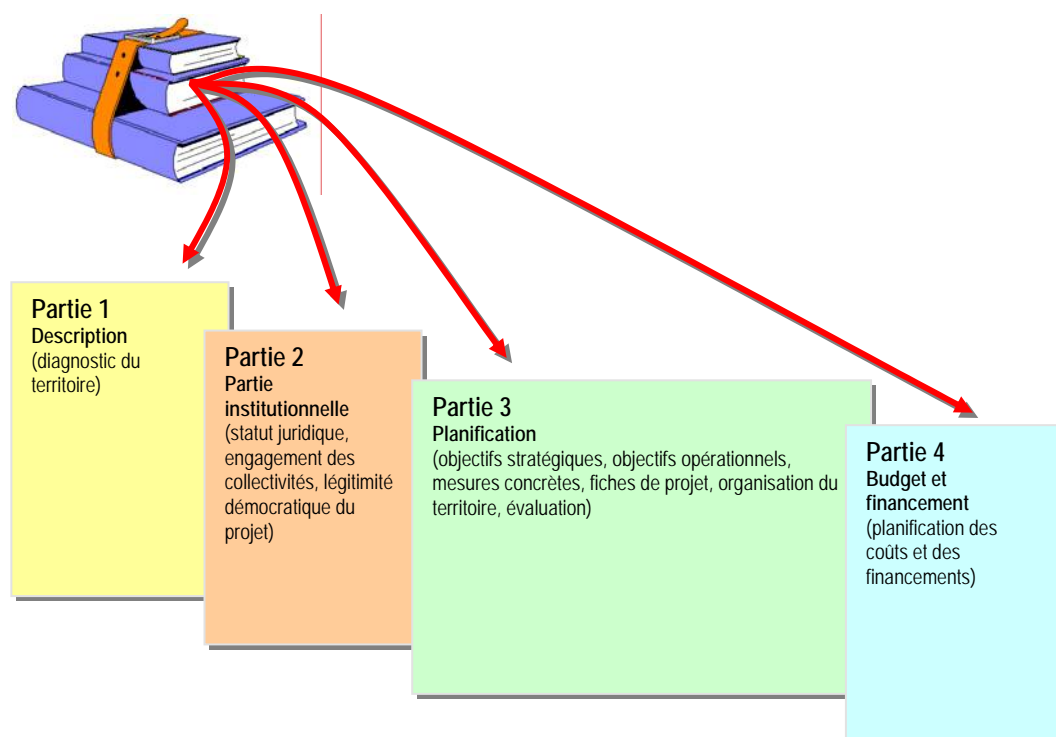 Partie 1
Description
(diagnostic du
territoire)
Partie 2
Partie
institutionnelle
(statut juridique,
engagement des
collectivités, légitimité
démocratique du
projet)
Partie 3
Planification
(objectifs stratégiques, objectifs opérationnels,
mesures concrètes, fiches de projet, organisation du
territoire, évaluation)
Partie 4
Budget et
financement
(planification des
coûts et des
financements)